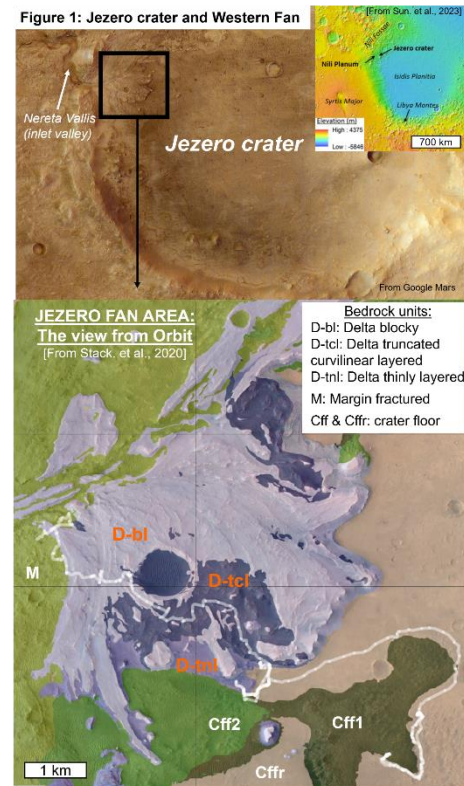 Figure 1: Jezero crater and Western Fan
[From Sun. et al., 2023]
Nili Fossae
Jezero crater
Nili Planum
Isidis Planitia
Syrtis Major
Libya Montes
Elevation (m)
High : 4375
Low : -5846
700 km
Nereta Vallis
(inlet valley)
Jezero crater
From Google Mars
JEZERO FAN AREA:
The view from Orbit
[From Stack. et al., 2020]
Bedrock units:
D-bl: Delta blocky
D-tcl: Delta truncated
curvilinear layered
D-tnl: Delta thinly layered
M: Margin fractured
Cff & Cffr: crater floor
D-bl
M
D-tcl
D-tnl
Cff2
Cff1
Cffr
1 km